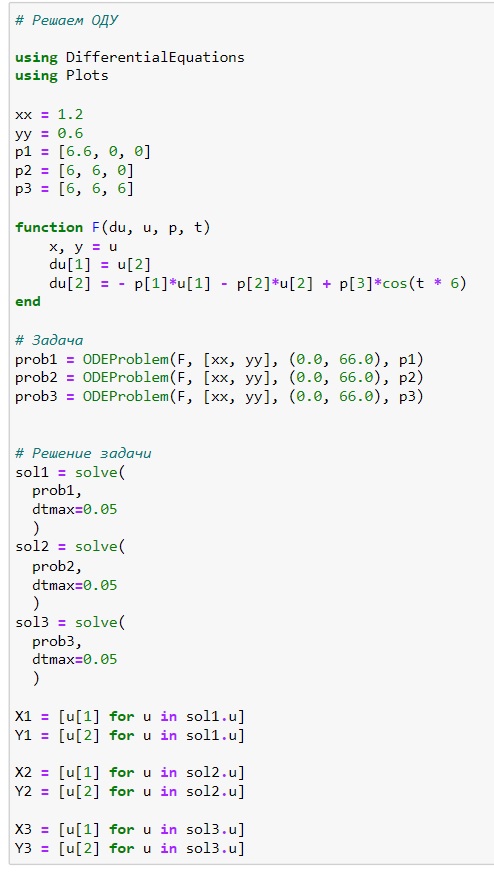 # Решаем ОДУ
using DifferentialEquations
using Plots
xx = 1.2
yy = 0.6
p1 = [6.6, 0, 0]
p2 = [6, 6, 0]
p3 = [6, 6, 6]
function F(du, u, p, t)
    x, y = u
    du[1] = u[2]
    du[2] = - p[1]*u[1] - p[2]*u[2] + p[3]*cos(t * 6)
end
# Задача
prob1 = ODEProblem(F, [xx, yy], (0.0, 66.0), p1)
prob2 = ODEProblem(F, [xx, yy], (0.0, 66.0), p2)
prob3 = ODEProblem(F, [xx, yy], (0.0, 66.0), p3)
# Решение задачи
sol1 = solve(
  prob1,
  dtmax=0.05
  )
sol2 = solve(
  prob2,
  dtmax=0.05
  )
sol3 = solve(
  prob3,
  dtmax=0.05
  )
X1 = [u[1] for u in sol1.u]
Y1 = [u[2] for u in sol1.u]
X2 = [u[1] for u in sol2.u]
Y2 = [u[2] for u in sol2.u]
X3 = [u[1] for u in sol3.u]
Y3 = [u[2] for u in sol3.u]